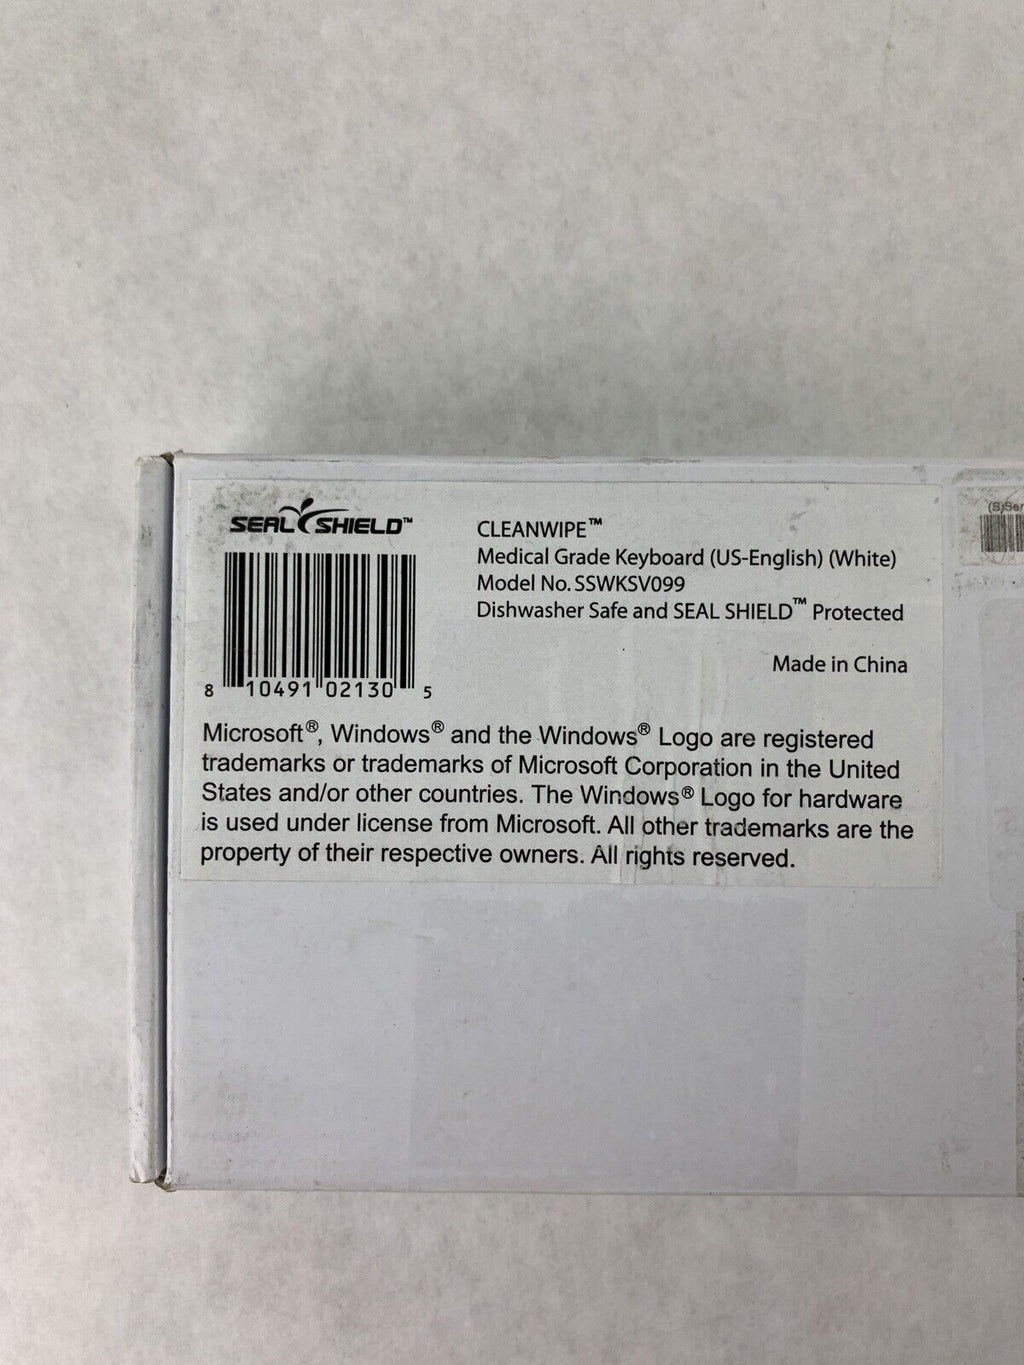 SEAL SHIELD™
8 10491 02130 5
CLEANWIPE™
Medical Grade Keyboard (US-English) (White)
Model No. SSWKSV099
Dishwasher Safe and SEAL SHIELD™ Protected
Made in China
Microsoft®, Windows® and the Windows® Logo are registered
trademarks or trademarks of Microsoft Corporation in the United
States and/or other countries. The Windows® Logo for hardware
is used under license from Microsoft. All other trademarks are the
property of their respective owners. All rights reserved.
(S)Ser